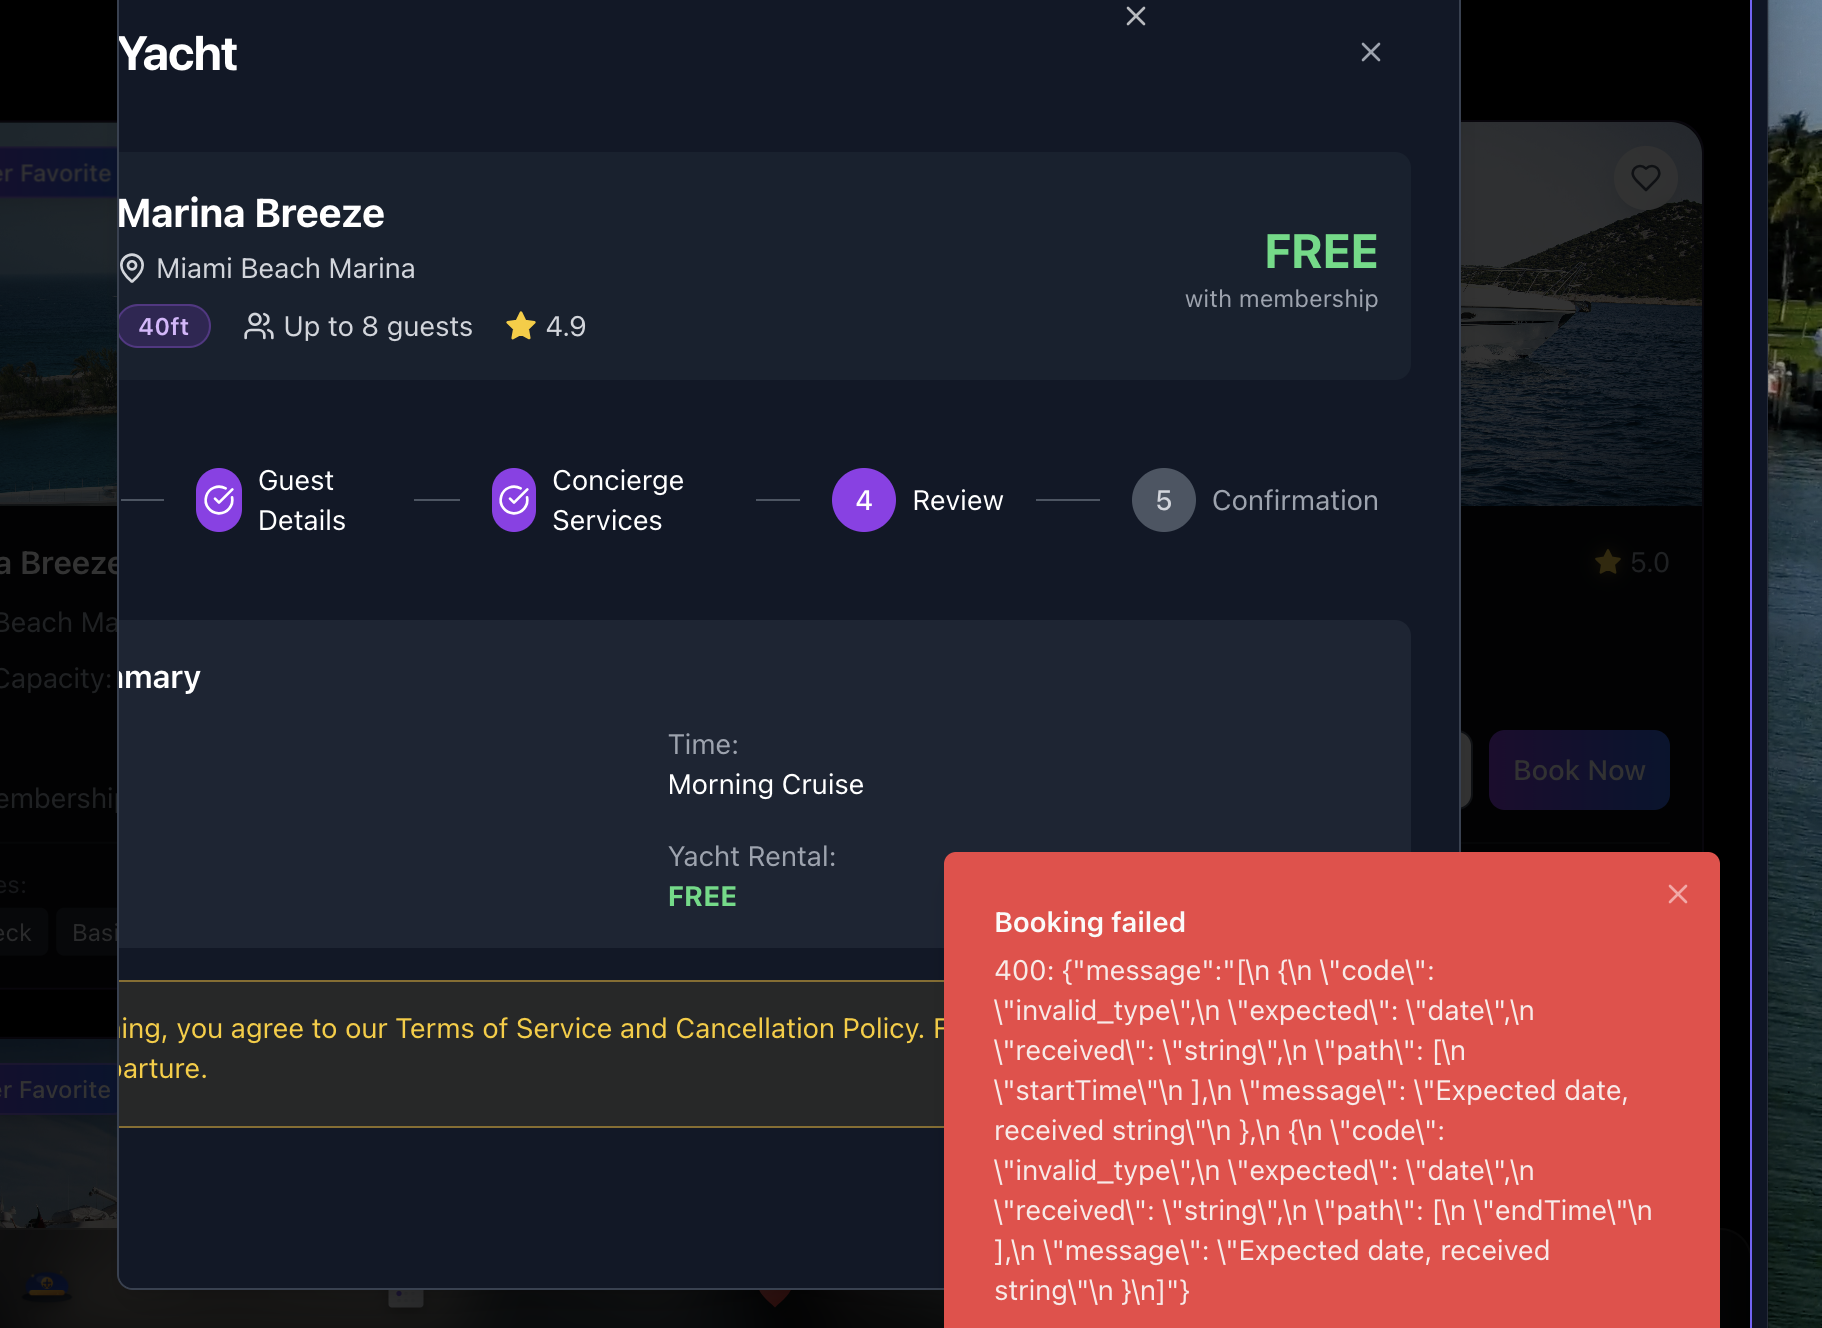 Yacht
er Favorite
Marina Breeze
Miami Beach Marina
FREE
with membership
40ft
Up to 8 guests
4.9
Guest
Details
Concierge
Services
4
Review
5
Confirmation
a Breeze
5.0
Beach Ma
Capacity:
mary
Time:
Morning Cruise
Book Now
embership
Yacht Rental:
FREE
es:
eck
Basi
ing, you agree to our Terms of Service and Cancellation Policy. F
parture.
er Favorite
Booking failed
400: {"message":"[\n {\n \"code\":
\"invalid_type\",\n \"expected\": \"date\",\n
\"received\": \"string\",\n \"path\": [\n
\"startTime\"\n ],\n \"message\": \"Expected date,
received string\"\n },\n {\n \"code\":
\"invalid_type\",\n \"expected\": \"date\",\n
\"received\": \"string\",\n \"path\": [\n \"endTime\"\n
],\n \"message\": \"Expected date, received
string\"\n }\n]"}